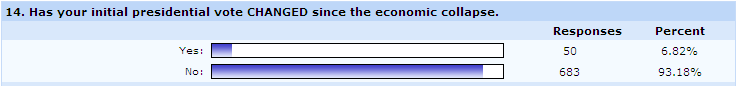 14. Has your initial presidential vote CHANGED since the economic collapse.
Responses Percent
Yes: 50 6.82%
No: 683 93.18%